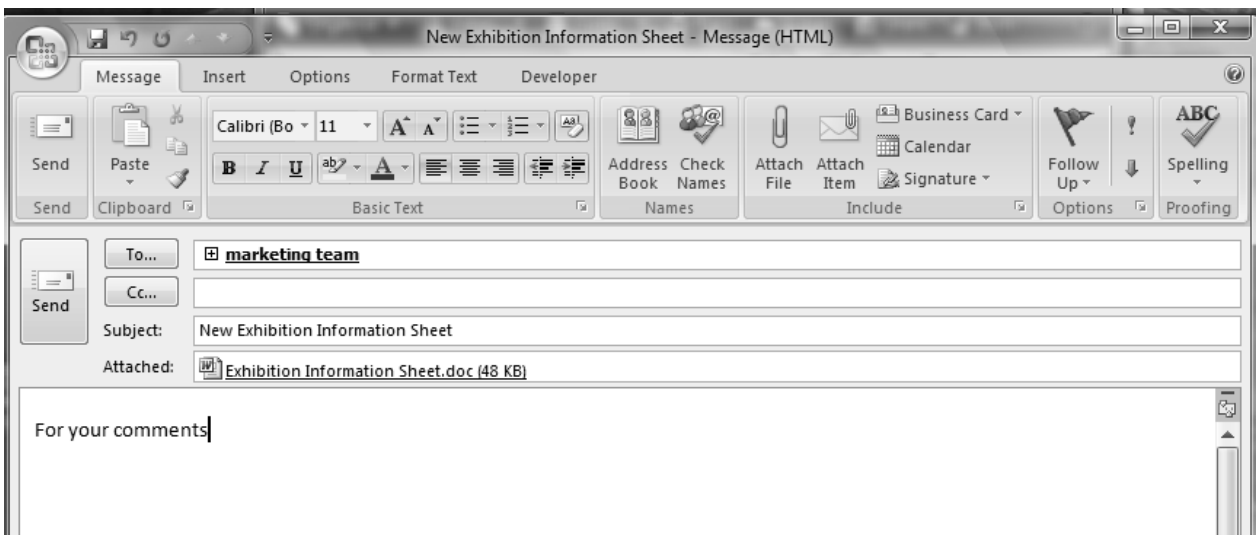 New Exhibition Information Sheet - Message (HTML)
Message Insert Options Format Text Developer
Calibri (Bo 11 A A
Business Card
ABC
Calendar
Send Paste B I U ab A Address Book Check Names Attach File Attach Item Signature Follow Up Spelling
Send Clipboard Basic Text Names Include Options Proofing
To... marketing team
Send Cc...
Subject: New Exhibition Information Sheet
Attached: Exhibition Information Sheet.doc (48 KB)
For your comments